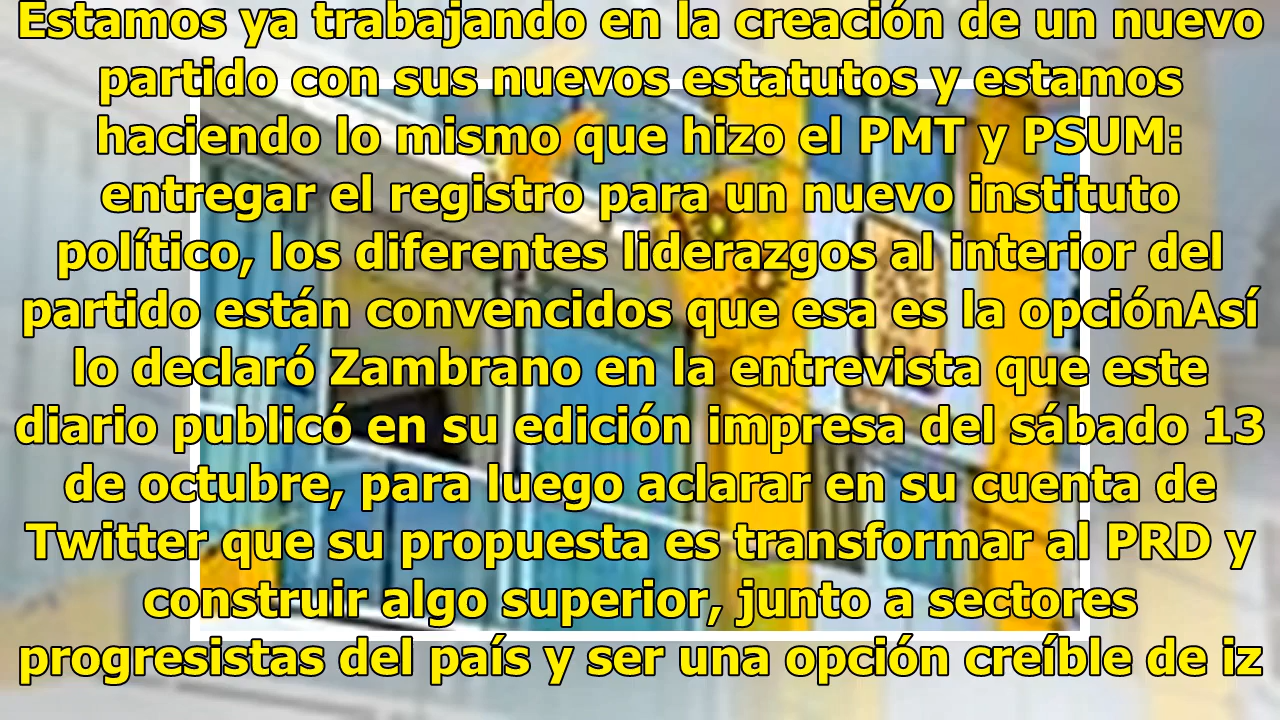 Estamos ya trabajando en la creación de un nuevo
partido con sus nuevos estatutos y estamos
haciendo lo mismo que hizo el PMT y PSUM:
entregar el registro para un nuevo instituto
político, los diferentes liderazgos al interior del
partido están convencidos que esa es la opciónAsí
lo declaró Zambrano en la entrevista que este
diario publicó en su edición impresa del sábado 13
de octubre, para luego aclarar en su cuenta de
Twitter que su propuesta es transformar al PRD y
construir algo superior, junto a sectores
progresistas del país y ser una opción creíble de iz